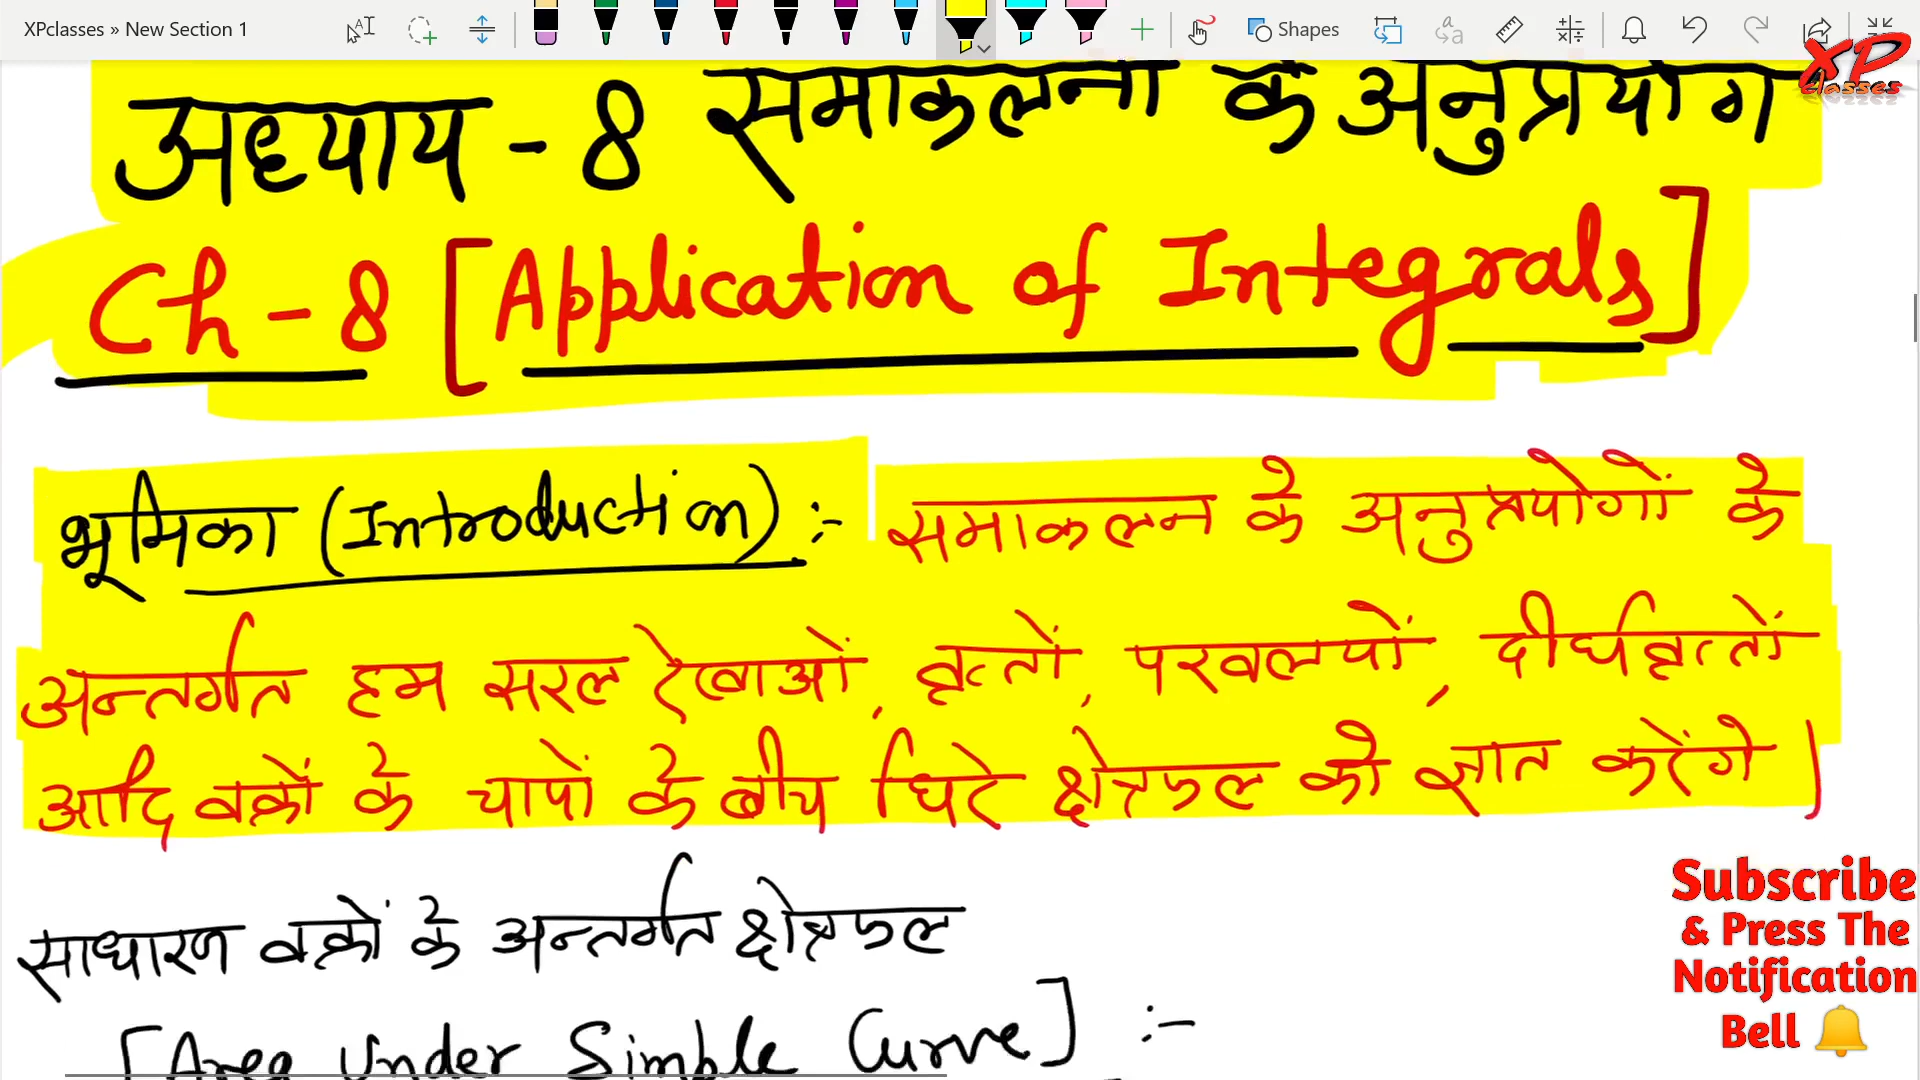 XPclasses » New Section 1
Shapes
XP
Classes
अध्याय - 8 समाकलनों के अनुप्रयोग
Ch - 8 [Application of Integrals]
भूमिका (Introduction) :- समाकलन के अनुप्रयोगों के
अन्तर्गत हम सरल रेखाओं, वृत्तों, परवलयों, दीर्घवृत्तों
आदि वक्रों के चापों के बीच घिरे क्षेत्रफल को ज्ञात करेंगे |
साधारण वक्रों के अन्तर्गत क्षेत्रफल
[Area Under Simple Curve] :-
Subscribe
& Press The
Notification
Bell